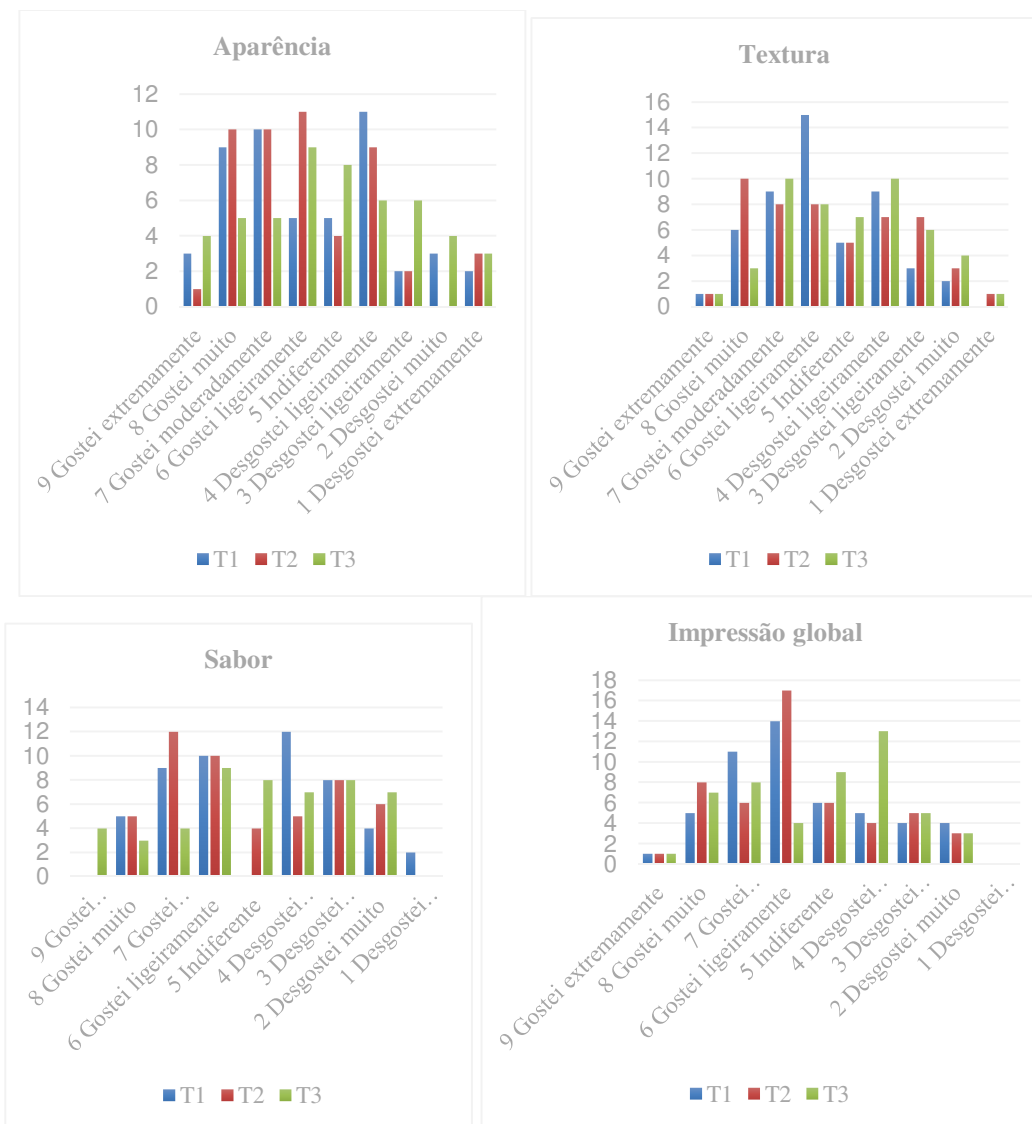 Aparência
12
10
8
6
4
2
0
9 Gostei extremamente
8 Gostei muito
7 Gostei moderadamente
6 Gostei ligeiramente
5 Indiferente
4 Desgostei ligeiramente
3 Desgostei ligeiramente
2 Desgostei muito
1 Desgostei extremamente
T1 T2 T3
Textura
16
14
12
10
8
6
4
2
0
9 Gostei extremamente
8 Gostei muito
7 Gostei moderadamente
6 Gostei ligeiramente
5 Indiferente
4 Desgostei ligeiramente
3 Desgostei ligeiramente
2 Desgostei muito
1 Desgostei extremamente
T1 T2 T3
Sabor
14
12
10
8
6
4
2
0
9 Gostei..
8 Gostei muito
7 Gostei..
6 Gostei ligeiramente
5 Indiferente
4 Desgostei..
3 Desgostei..
2 Desgostei muito
1 Desgostei..
T1 T2 T3
Impressão global
18
16
14
12
10
8
6
4
2
0
9 Gostei extremamente
8 Gostei muito
7 Gostei..
6 Gostei ligeiramente
5 Indiferente
4 Desgostei..
3 Desgostei..
2 Desgostei muito
1 Desgostei..
T1 T2 T3